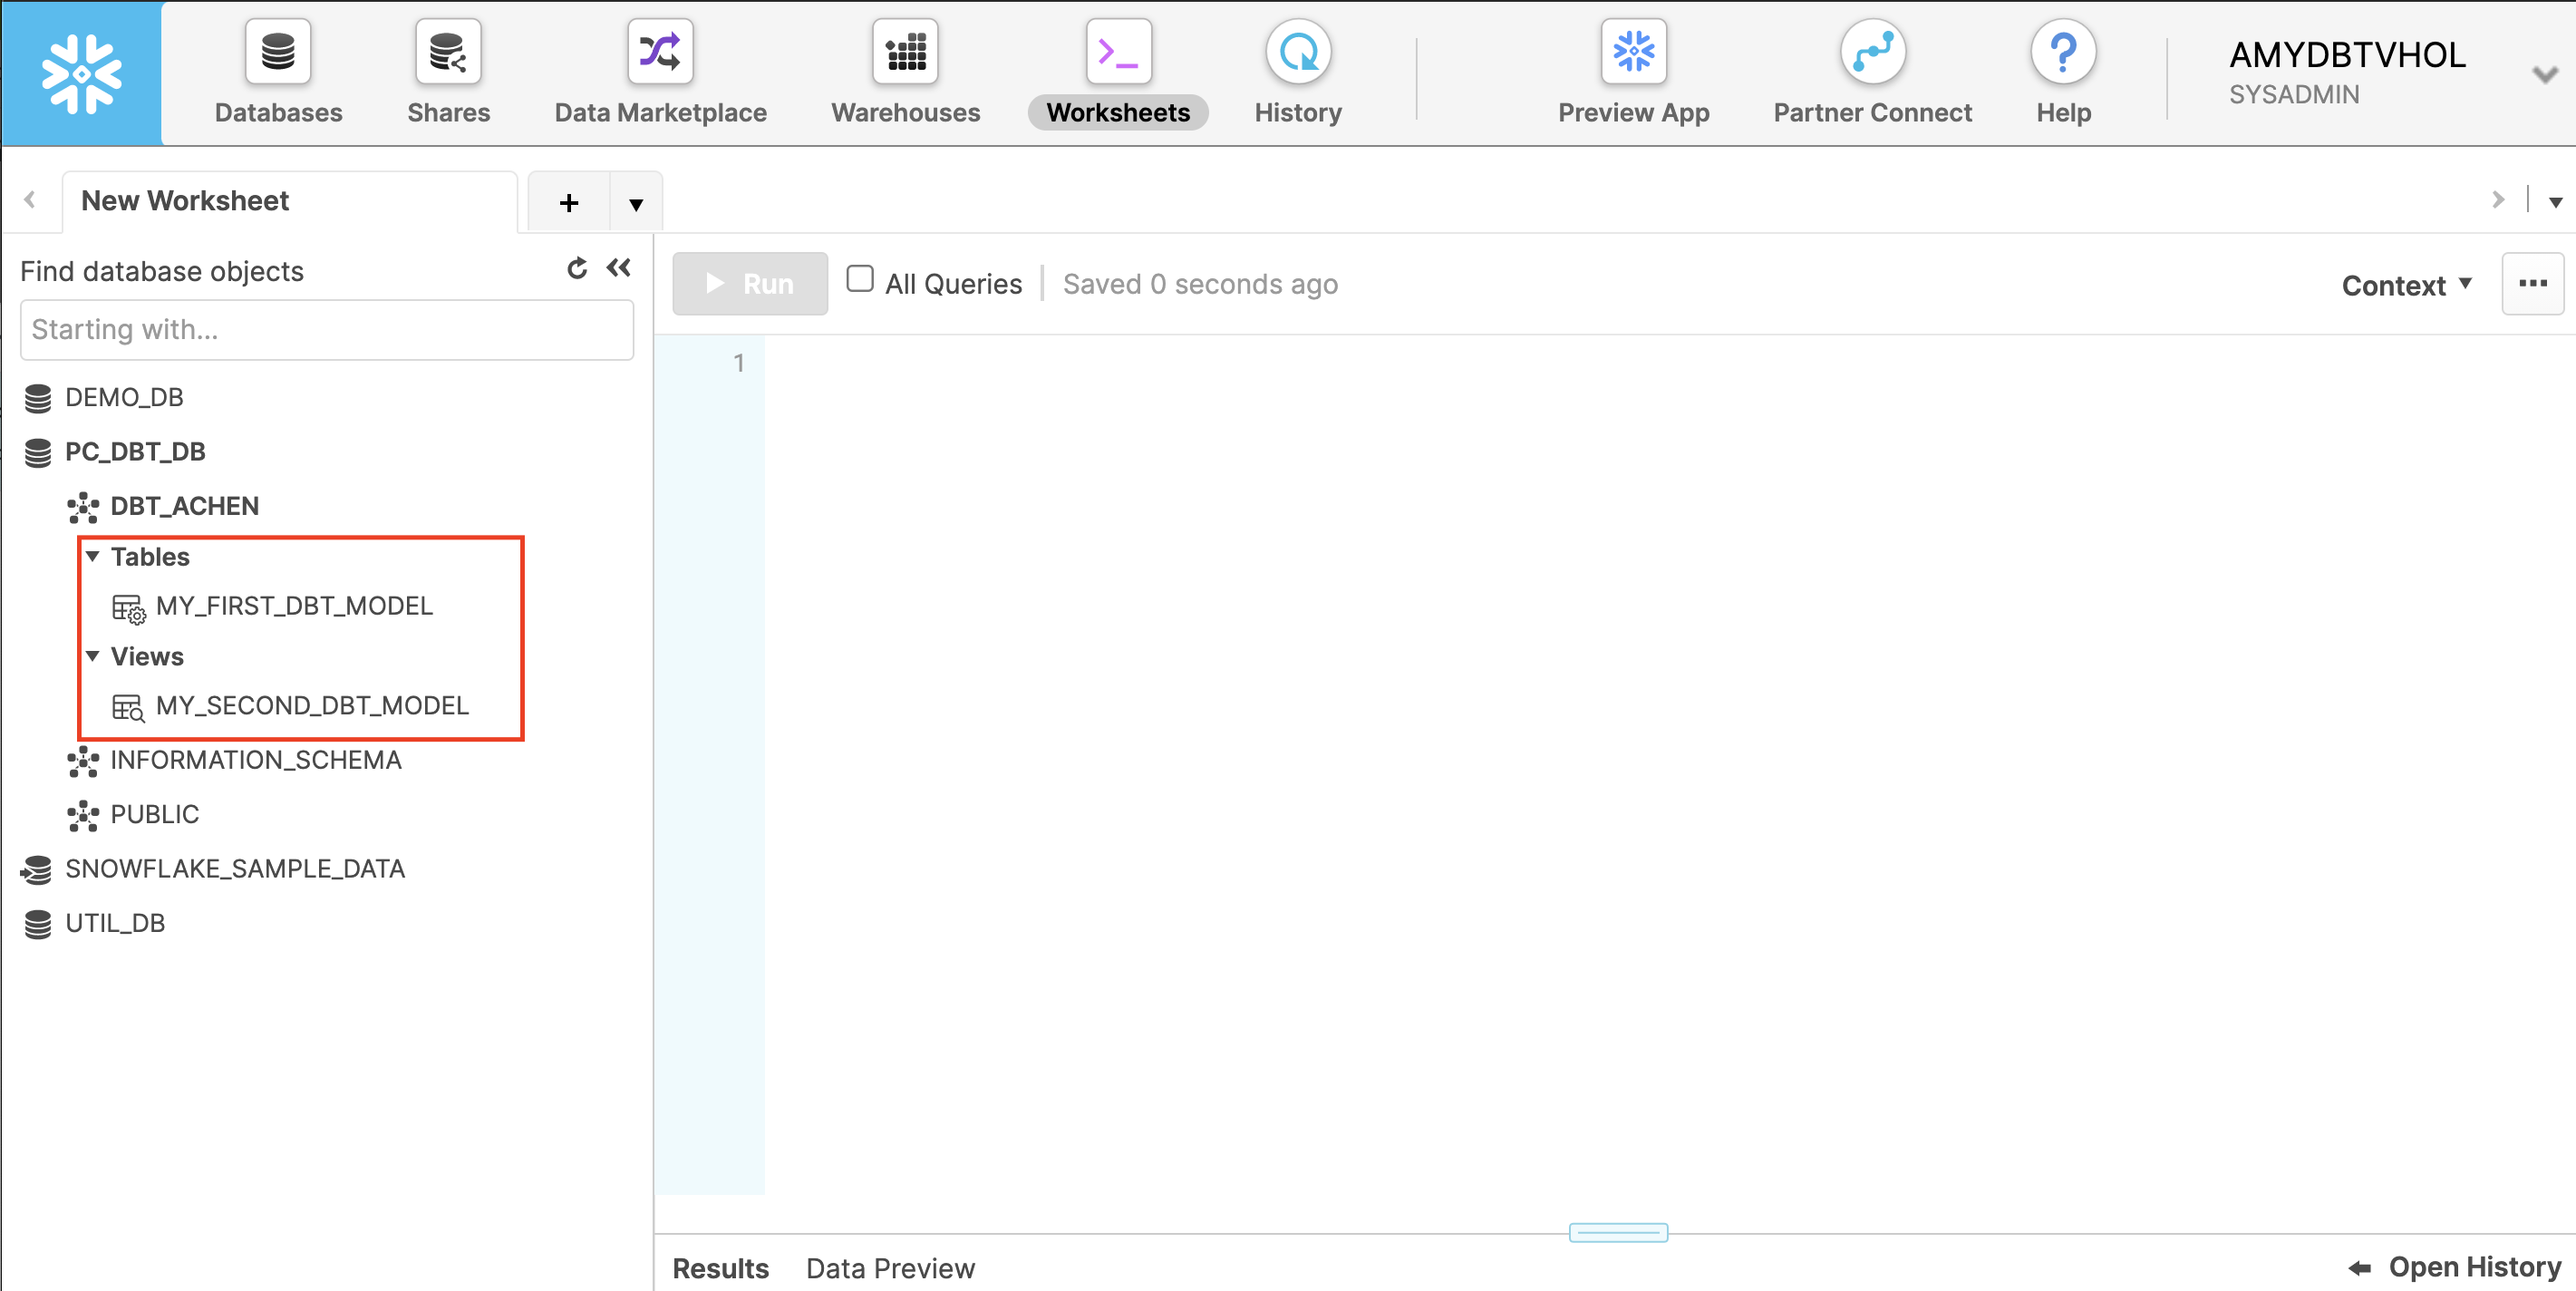 Databases
Shares
Data Marketplace
Warehouses
Worksheets
History
Preview App
Partner Connect
Help
AMYDBTVHOL
SYSADMIN
New Worksheet
Find database objects
Starting with...
Run
All Queries
Saved 0 seconds ago
Context
1
DEMO_DB
PC_DBT_DB
DBT_ACHEN
Tables
MY_FIRST_DBT_MODEL
Views
MY_SECOND_DBT_MODEL
INFORMATION_SCHEMA
PUBLIC
SNOWFLAKE_SAMPLE_DATA
UTIL_DB
Results
Data Preview
Open History